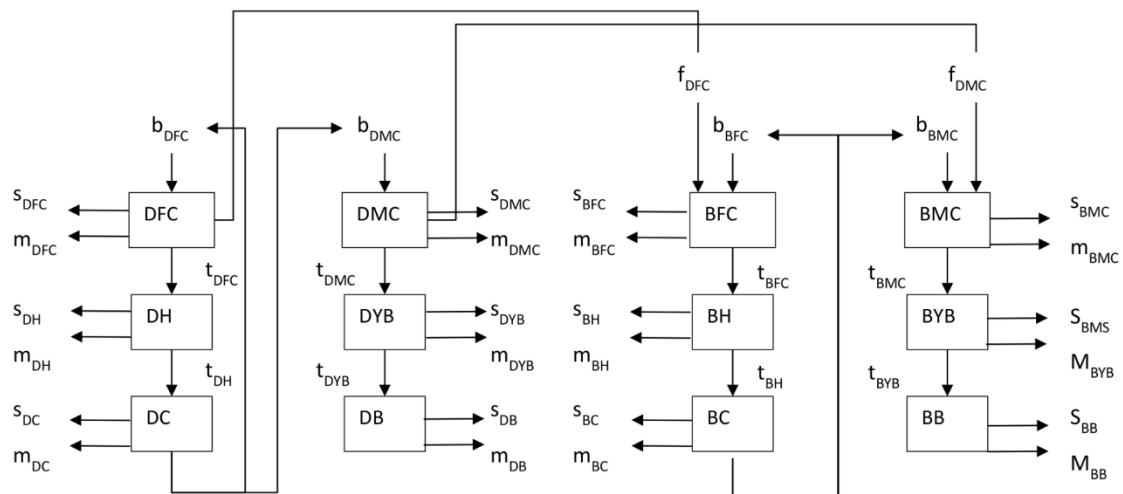 f_DFC f_DMC
b_DFC b_DMC b_BFC b_BMC
s_DFC DFC DMC s_DMC s_BFC BFC BMC s_BMC
m_DFC m_DMC m_BFC m_BMC
t_DFC t_DMC t_BFC t_BMC
s_DH DH DYB s_DYB s_BH BH BYB S_BMS
m_DH m_DYB m_BH M_BYB
t_DH t_DYB t_BH t_BYB
s_DC DC DB s_DB s_BC BC BB S_BB
m_DC m_DB m_BC M_BB